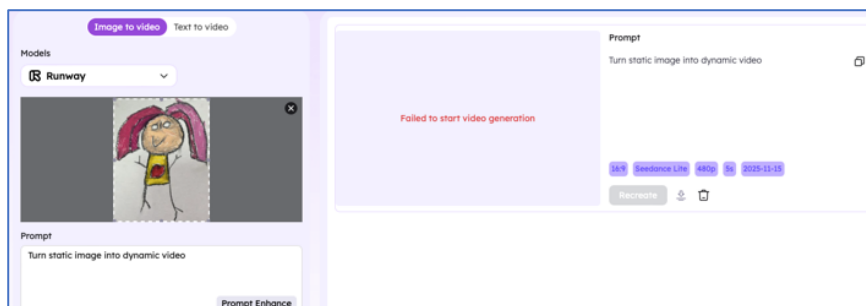 Image to video
Text to video
Models
Runway
Prompt
Turn static image into dynamic video
Prompt Enhance
Failed to start video generation
Prompt
Turn static image into dynamic video
16:9 Seedance Lite 480p 5s 2025-11-15
Recreate